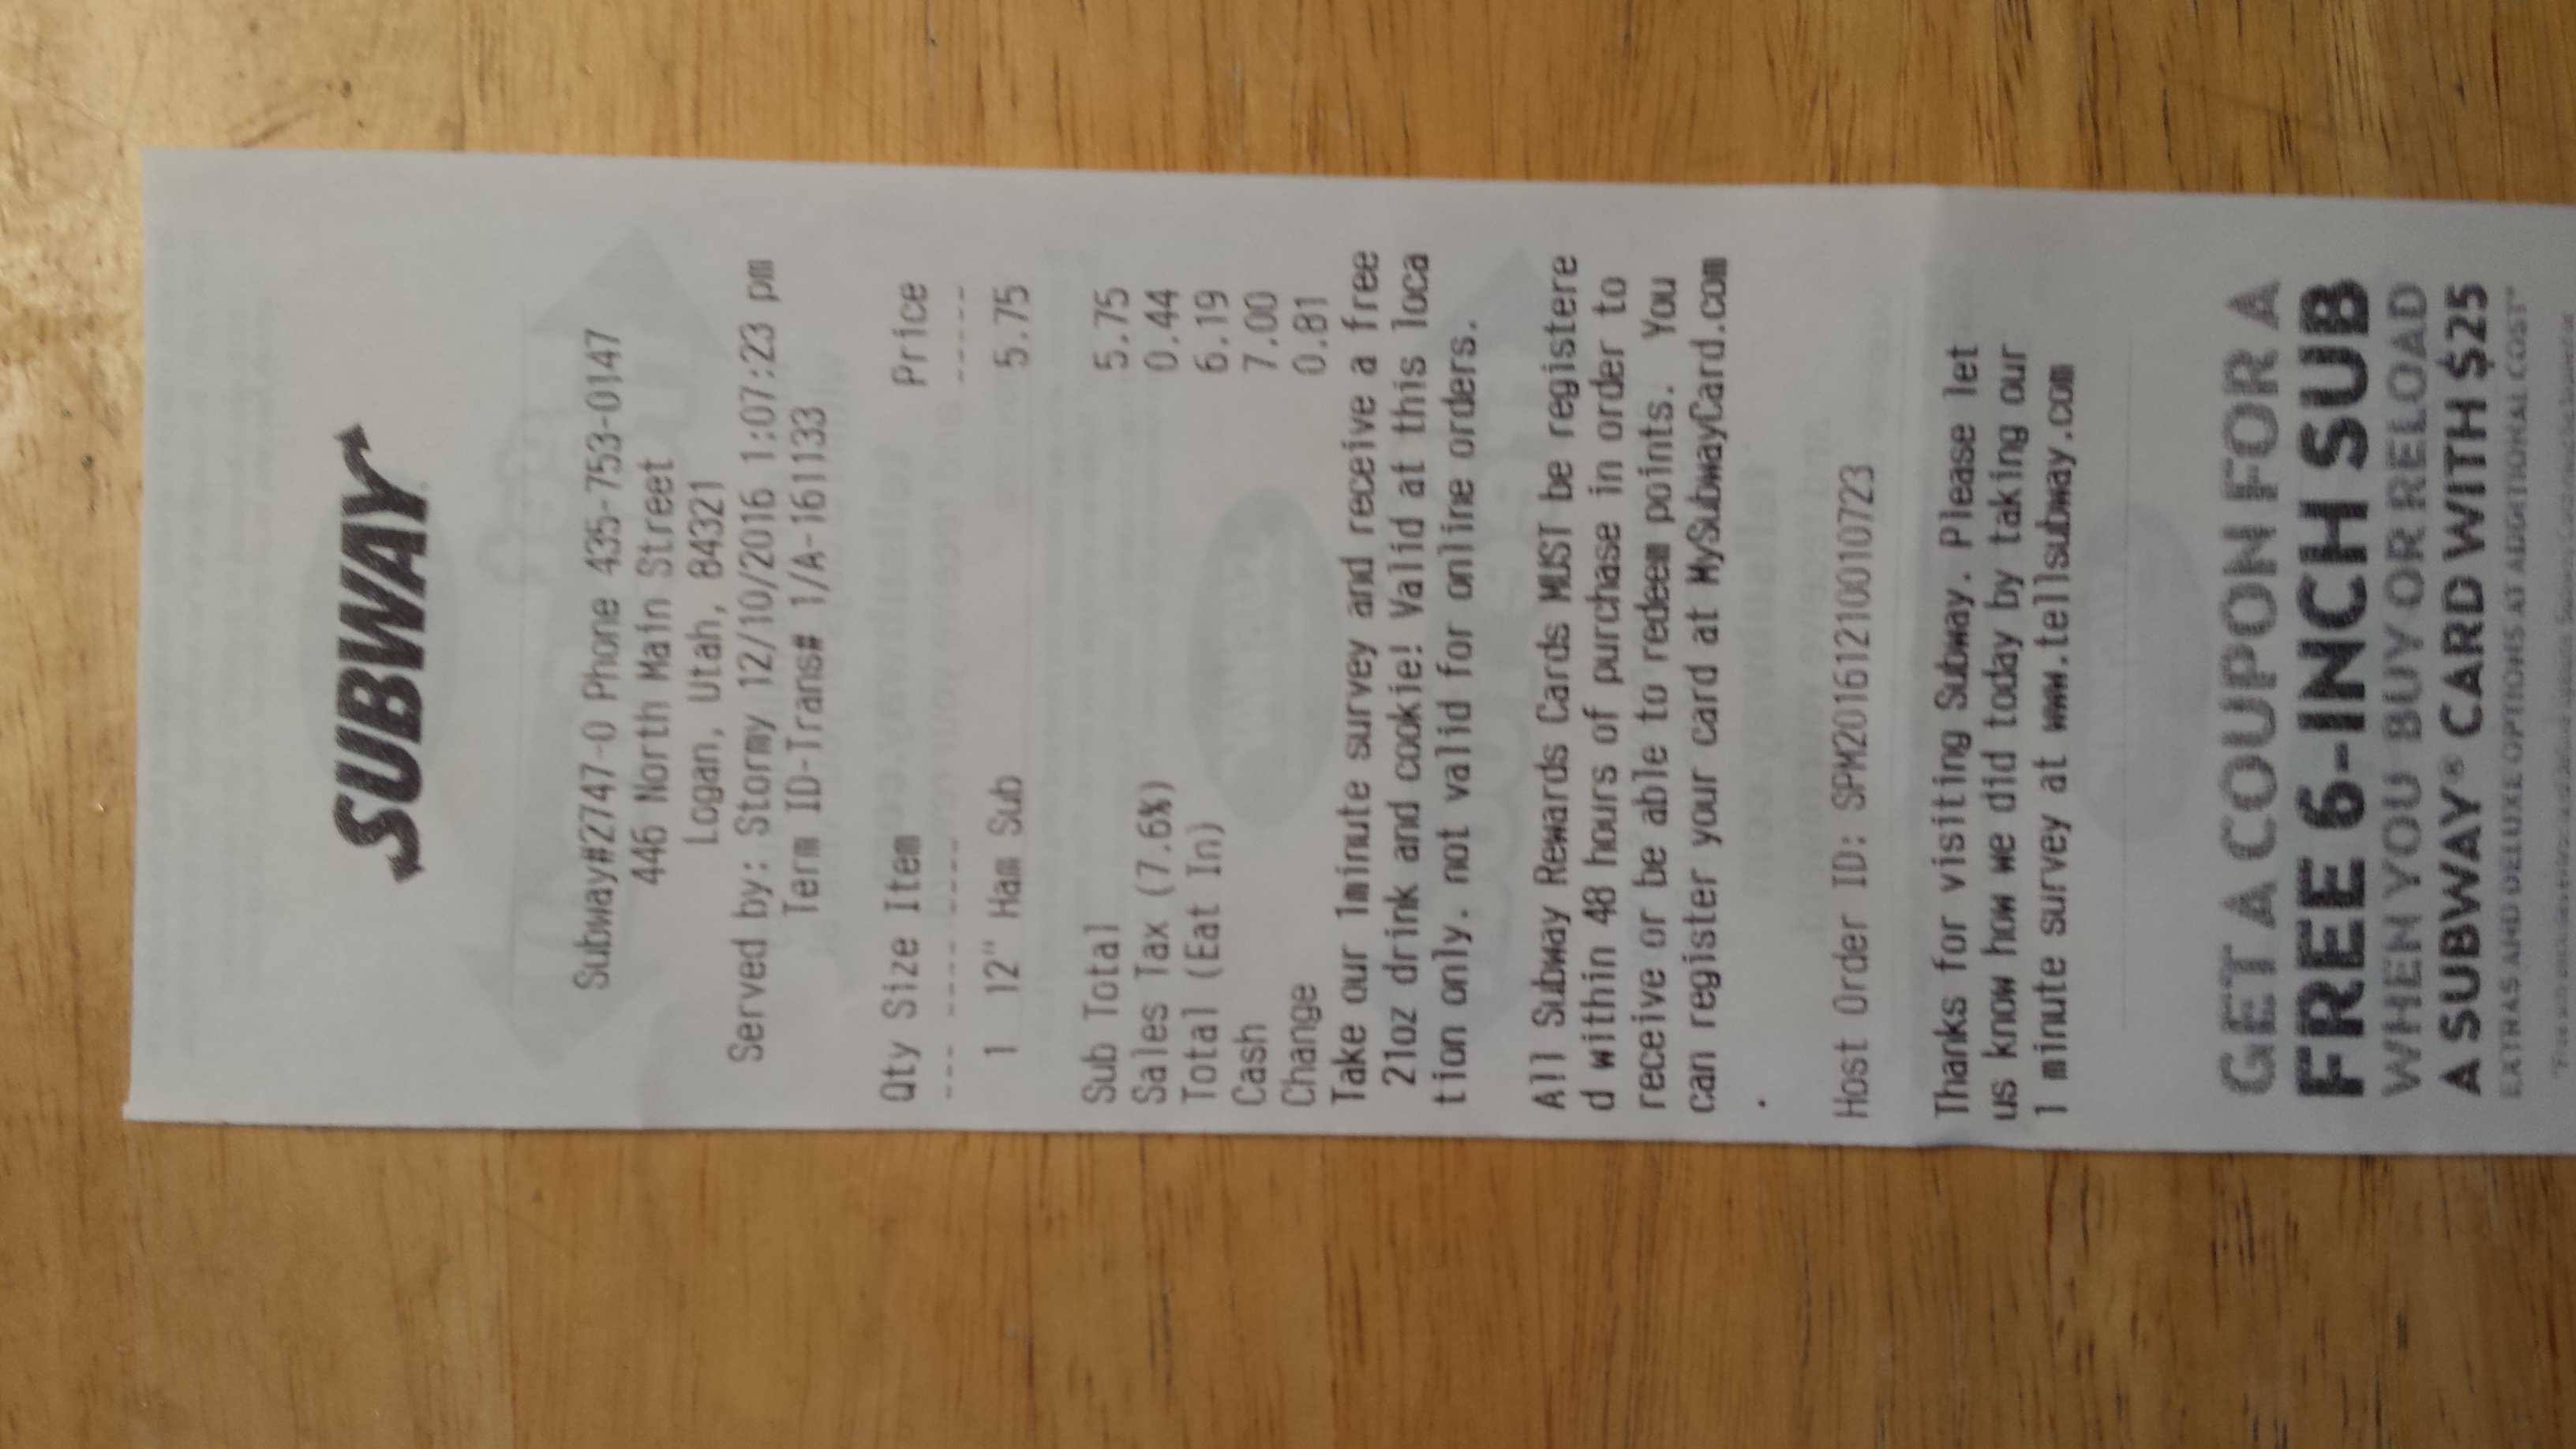 SUBWAY
Subway#2747-0 Phone 435-753-0147
446 North Main Street
Logan, Utah, 84321
Served by: Stormy 12/10/2016 1:07:23 pm
Term ID-Trans# 1/A-161133
Qty Size Item Price
--- ---- ---- -----
1 12" Ham Sub 5.75
Sub Total 5.75
Sales Tax (7.6%) 0.44
Total (Eat In) 6.19
Cash 7.00
Change 0.81
Take our 1minute survey and receive a free
21oz drink and cookie! Valid at this loca
tion only. not valid for online orders.
All Subway Rewards Cards MUST be registere
d within 48 hours of purchase in order to
receive or be able to redeem points. You
can register your card at MySubwayCard.com
.
Host Order ID: SPM20161210010723
Thanks for visiting Subway. Please let
us know how we did today by taking our
1 minute survey at www.tellsubway.com
GET A COUPON FOR A
FREE 6-INCH SUB
WHEN YOU BUY OR RELOAD
A SUBWAY® CARD WITH $25
EXTRAS AND DELUXE OPTIONS AT ADDITIONAL COST*